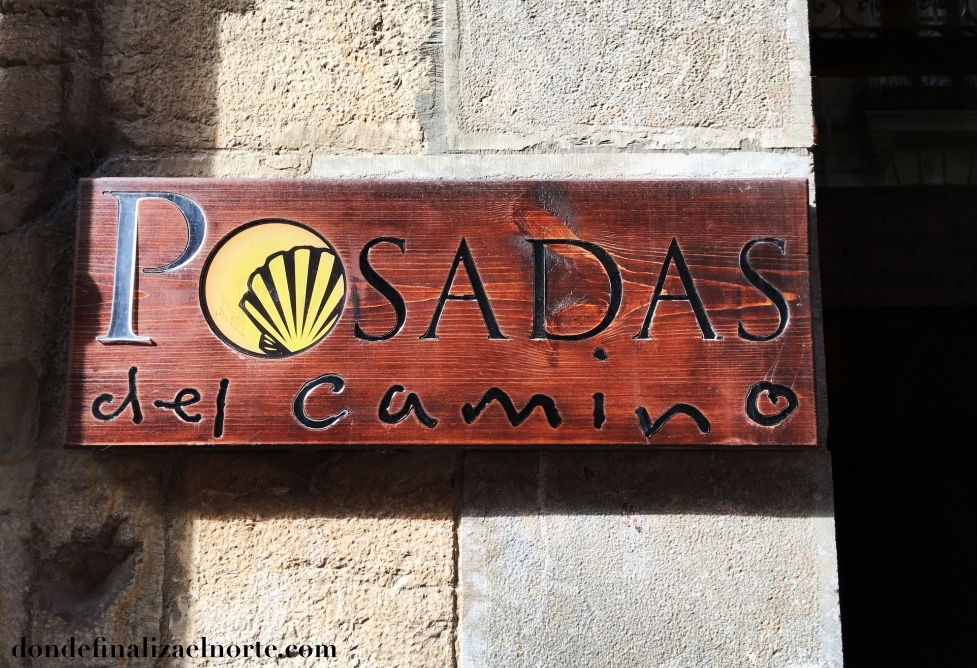 POSADAS
del camino
dondefinalizaelnorte.com